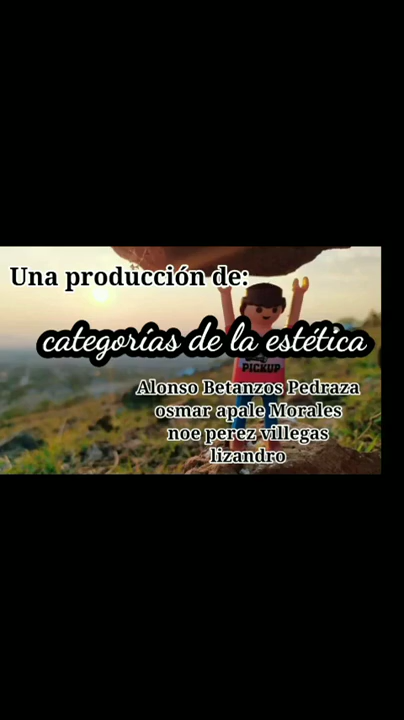 Una producción de:
categorías de la estética
PICKUP
Alonso Betanzos Pedraza
osmar apale Morales
noe perez villegas
lizandro